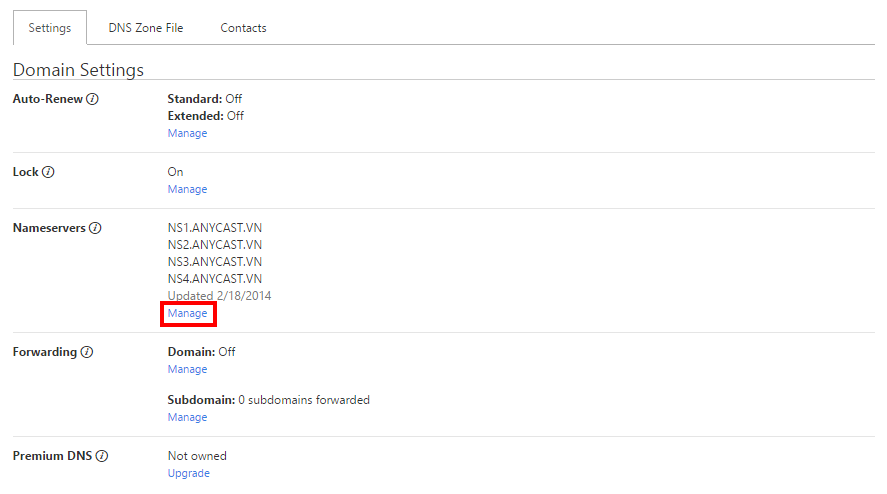 Settings
DNS Zone File
Contacts
Domain Settings
Auto-Renew
Standard: Off
Extended: Off
Manage
Lock
On
Manage
Nameservers
NS1.ANYCAST.VN
NS2.ANYCAST.VN
NS3.ANYCAST.VN
NS4.ANYCAST.VN
Updated 2/18/2014
Manage
Forwarding
Domain: Off
Manage
Subdomain: 0 subdomains forwarded
Manage
Premium DNS
Not owned
Upgrade